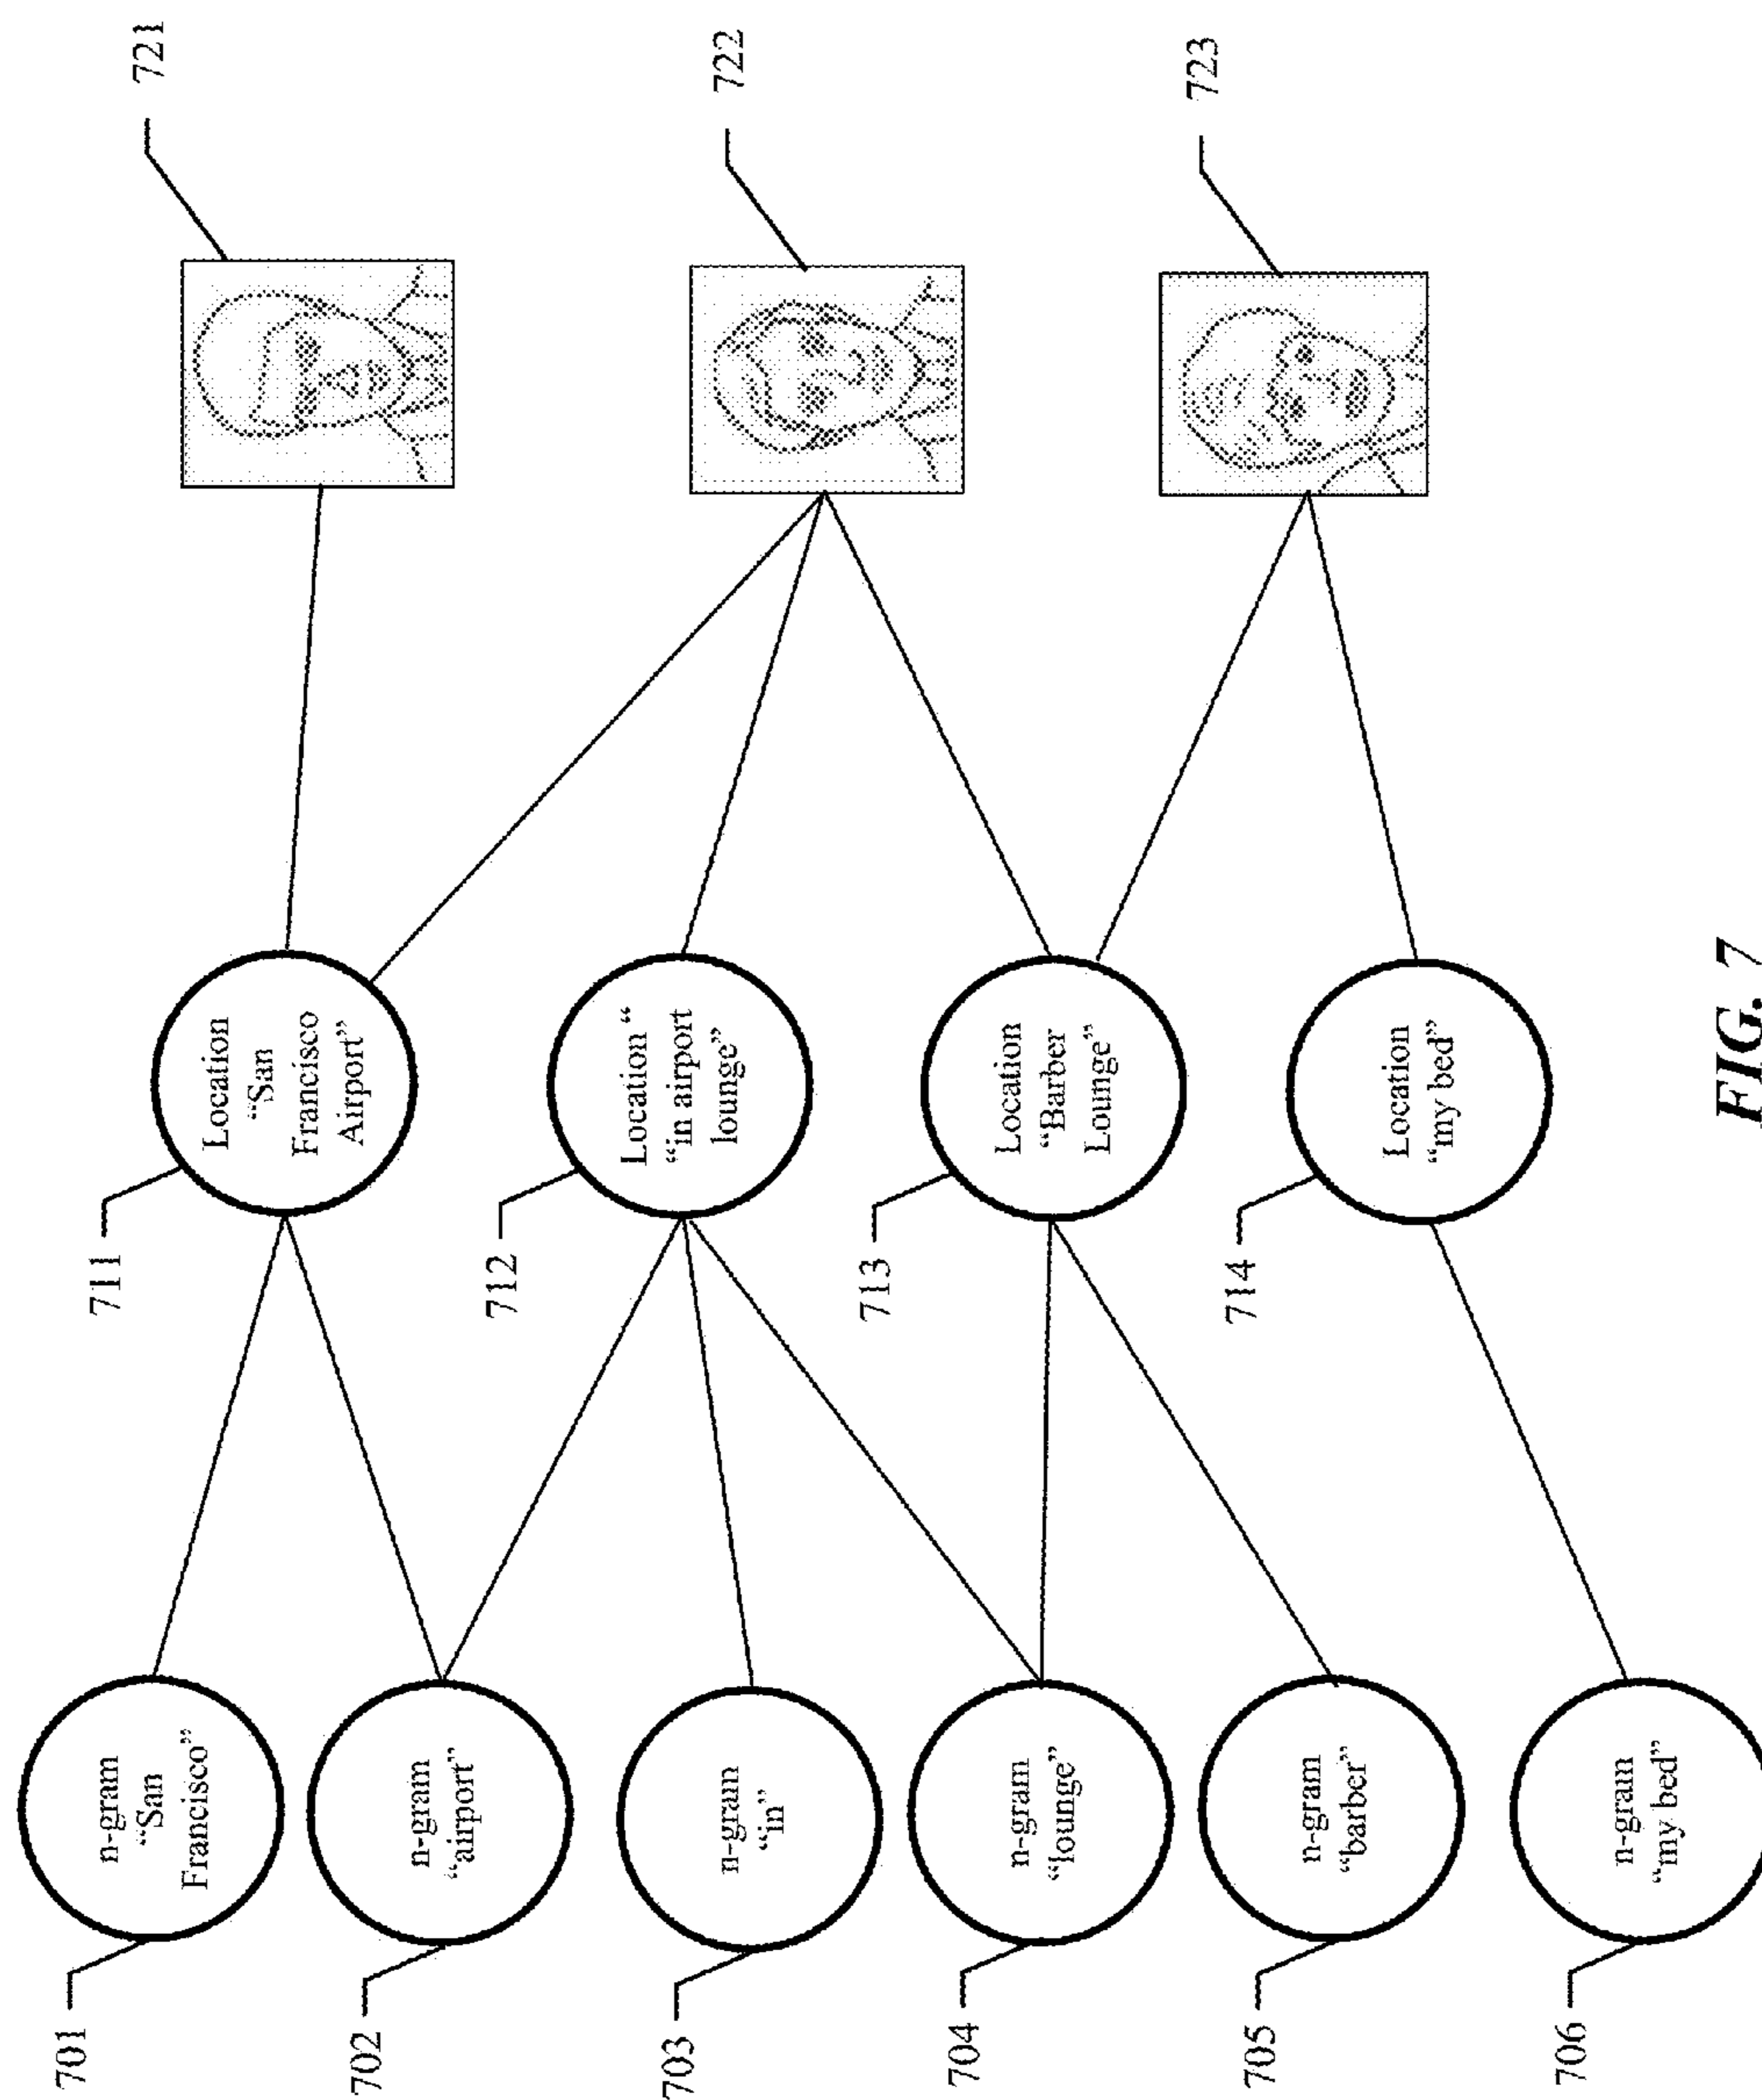 701
n-gram
“San
Francisco”
702
n-gram
“airport”
703
n-gram
“in”
704
n-gram
“lounge”
705
n-gram
“barber”
706
n-gram
“my bed”
711
Location
“San
Francisco
Airport”
712
Location “
“in airport
lounge”
713
Location
“Barber
Lounge”
714
Location
“my bed”
721
722
723
FIG. 7